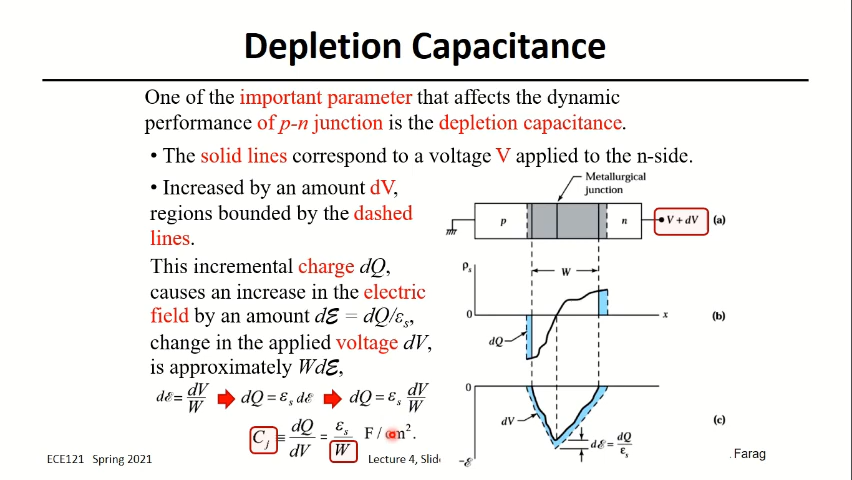 Depletion Capacitance
One of the important parameter that affects the dynamic
performance of p-n junction is the depletion capacitance.
• The solid lines correspond to a voltage V applied to the n-side.
• Increased by an amount dV,
regions bounded by the dashed
lines.
This incremental charge dQ,
causes an increase in the electric
field by an amount dℰ = dQ/εs,
change in the applied voltage dV,
is approximately Wdℰ,
dℰ = dV/W dQ = εs dℰ dQ = εs dV/W
Cj ≡ dQ/dV = εs/W F / cm².
Metallurgical
junction
p n V + dV (a)
ρs
W
0 x (b)
dQ
0
dV (c)
dℰ = dQ/εs
-ℰ
ECE121 Spring 2021 Lecture 4, Slid . Farag